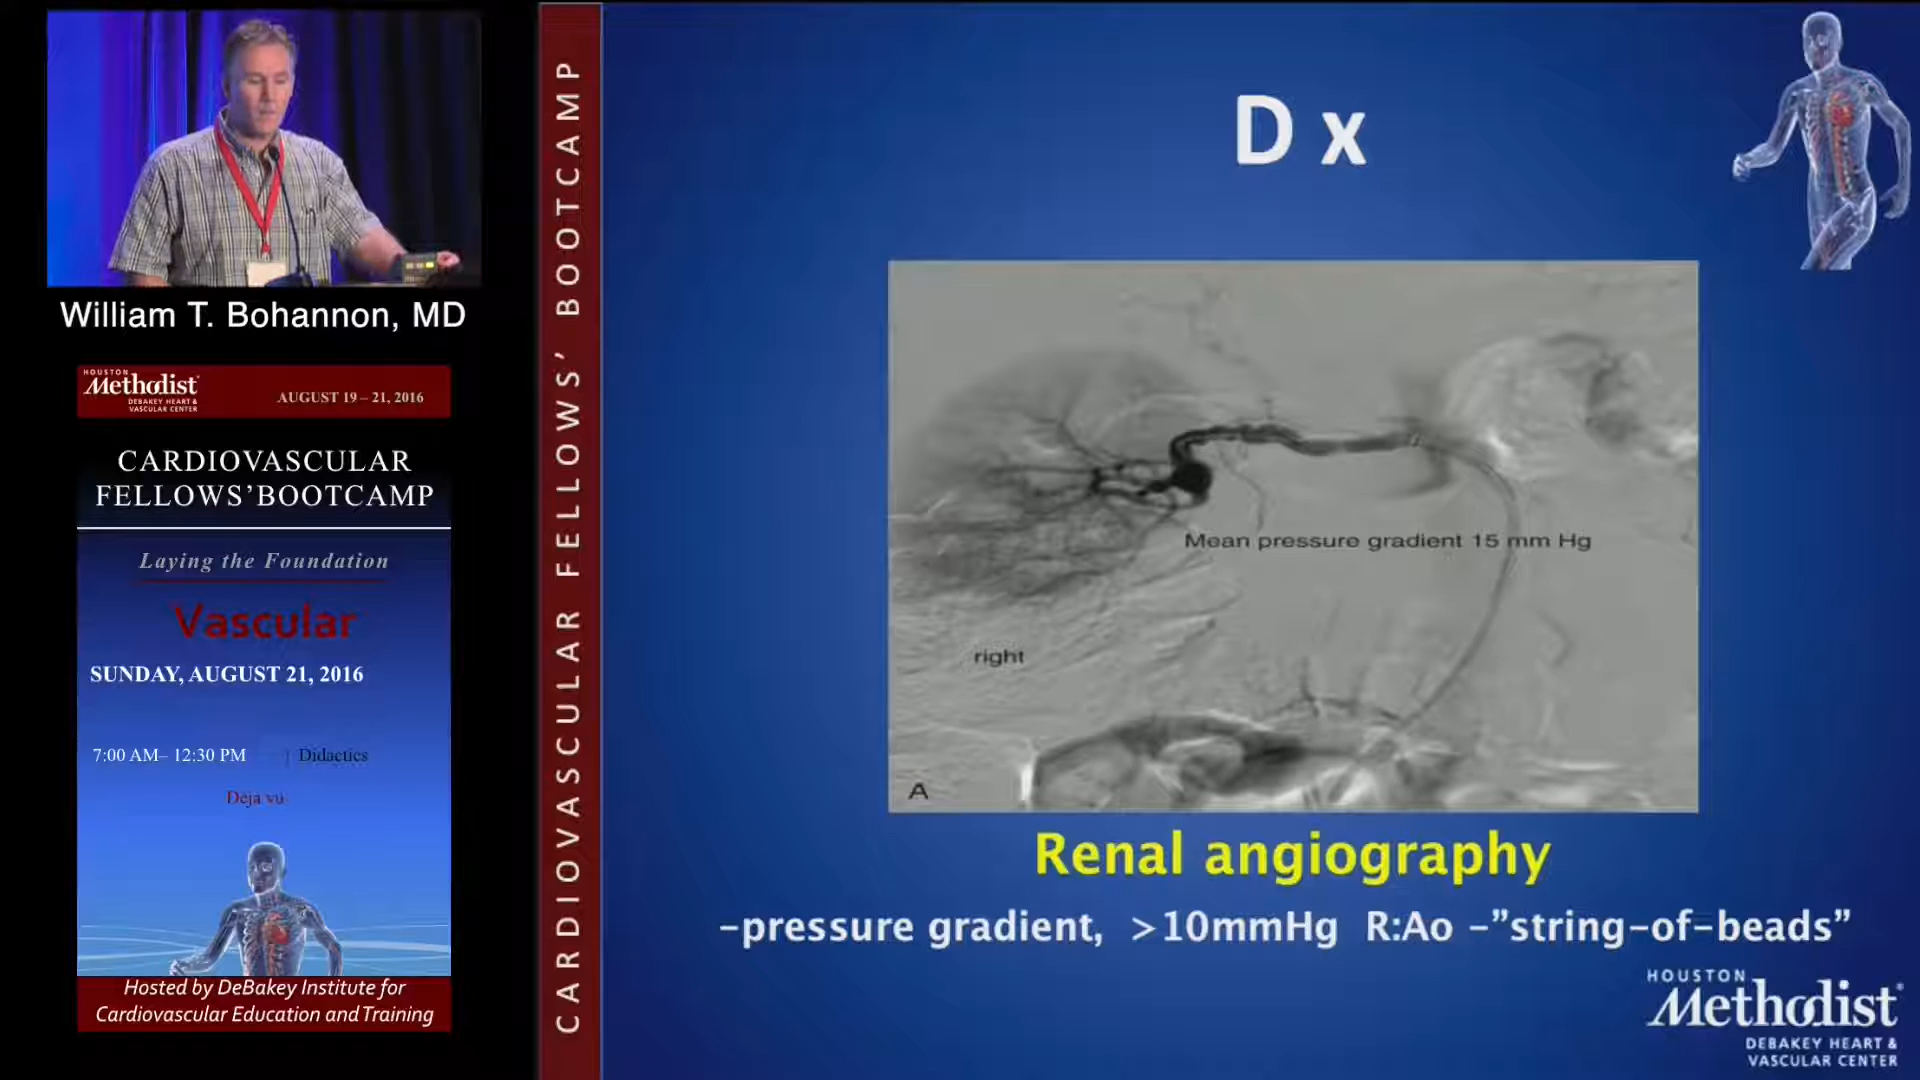 William T. Bohannon, MD
HOUSTON
Methodist
DEBAKEY HEART &
VASCULAR CENTER
AUGUST 19 – 21, 2016
CARDIOVASCULAR
FELLOWS’BOOTCAMP
Laying the Foundation
Vascular
SUNDAY, AUGUST 21, 2016
7:00 AM– 12:30 PM | Didactics
Deja vu
Hosted by DeBakey Institute for
Cardiovascular Education and Training
CARDIOVASCULAR FELLOWS’ BOOTCAMP
Dx
Mean pressure gradient 15 mm Hg
right
A
Renal angiography
-pressure gradient, >10mmHg R:Ao -”string-of-beads”
HOUSTON
Methodist
DEBAKEY HEART &
VASCULAR CENTER